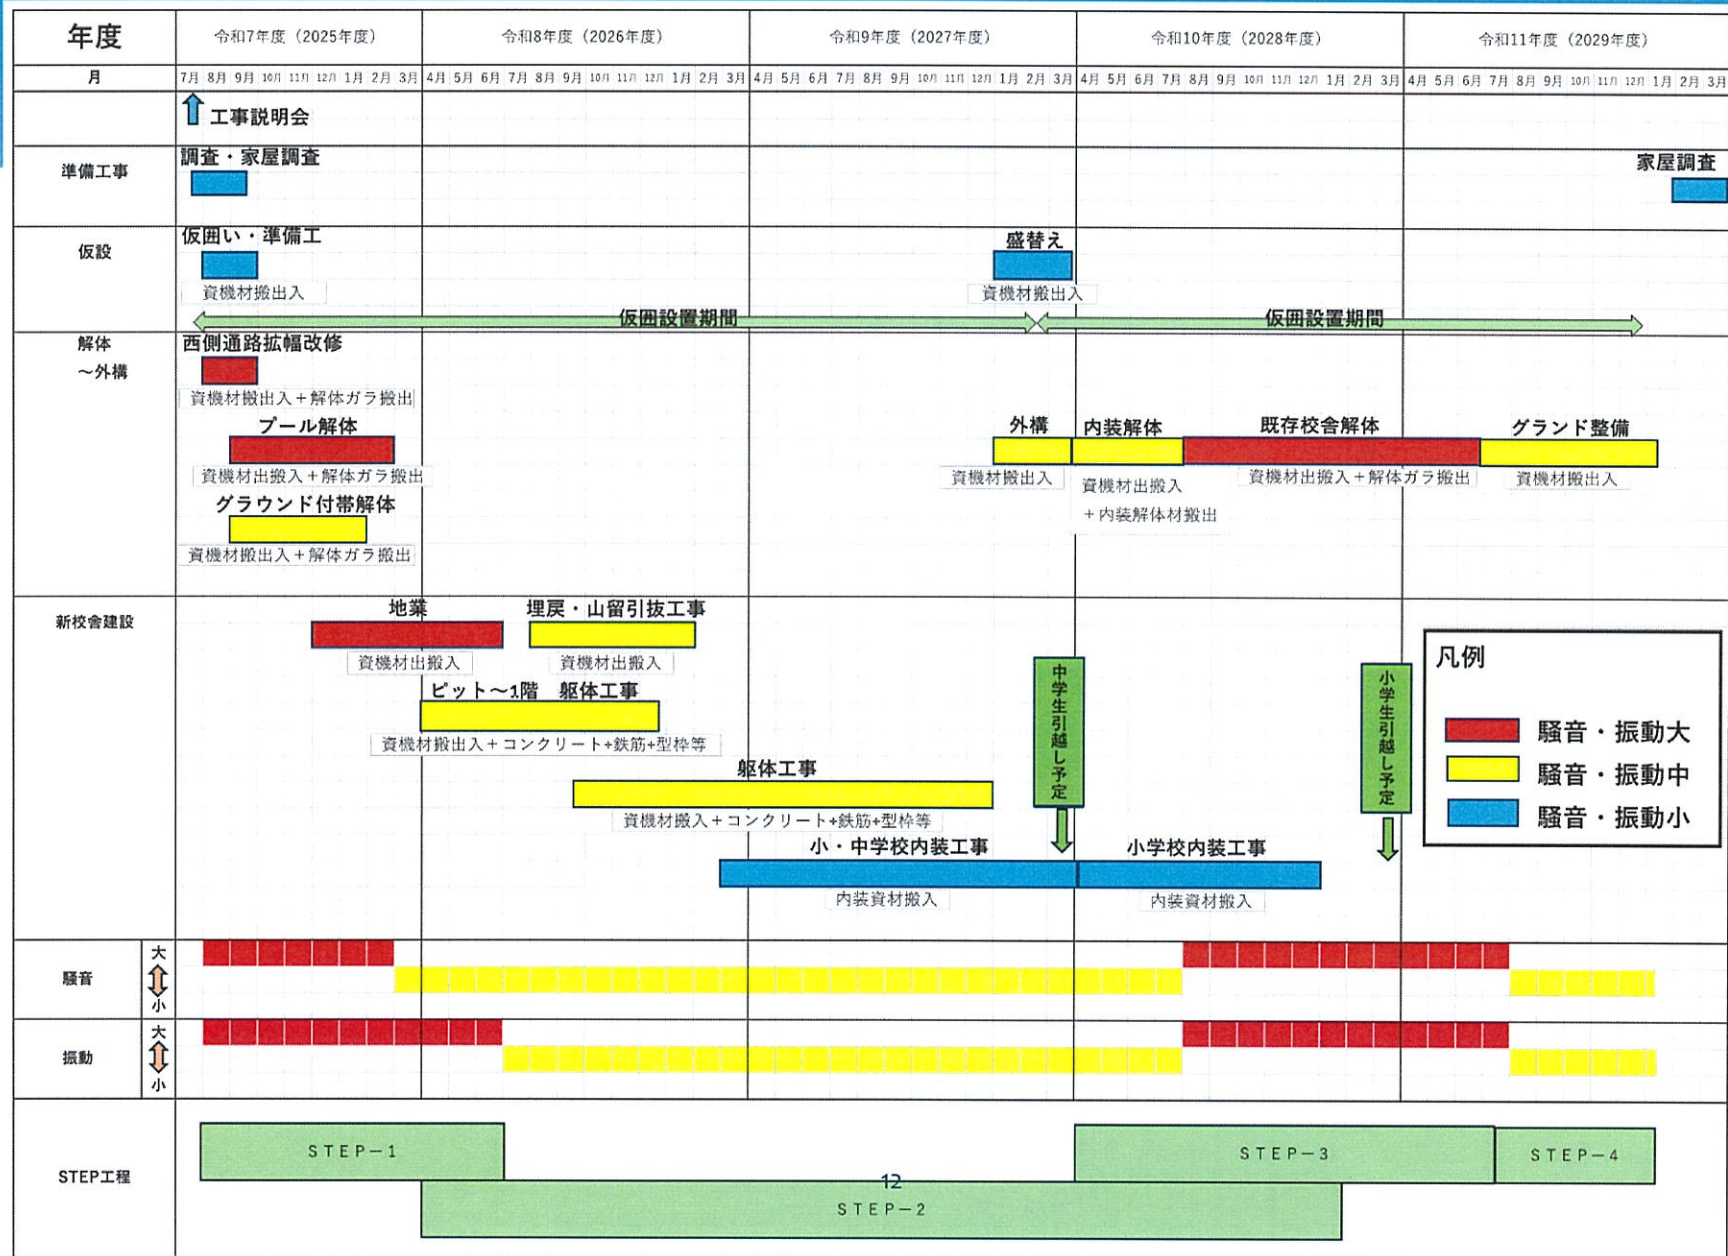 年度 令和7年度（2025年度） 令和8年度（2026年度） 令和9年度（2027年度） 令和10年度（2028年度） 令和11年度（2029年度）
月 7月 8月 9月 10月 11月 12月 1月 2月 3月 4月 5月 6月 7月 8月 9月 10月 11月 12月 1月 2月 3月 4月 5月 6月 7月 8月 9月 10月 11月 12月 1月 2月 3月 4月 5月 6月 7月 8月 9月 10月 11月 12月 1月 2月 3月 4月 5月 6月 7月 8月 9月 10月 11月 12月 1月 2月 3月
工事説明会
準備工事
調査・家屋調査
家屋調査
仮設
仮囲い・準備工
資機材搬出入
盛替え
資機材搬出入
仮囲設置期間
仮囲設置期間
解体
～外構
西側通路拡幅改修
資機材搬出入＋解体ガラ搬出
プール解体
資機材出搬入＋解体ガラ搬出
グラウンド付帯解体
資機材搬出入＋解体ガラ搬出
外構
資機材搬出入
内装解体
資機材出搬入
＋内装解体材搬出
既存校舎解体
資機材出搬入＋解体ガラ搬出
グランド整備
資機材搬出入
新校舎建設
地業
資機材出搬入
埋戻・山留引抜工事
資機材出搬入
ピット～1階　躯体工事
資機材搬出入＋コンクリート+鉄筋+型枠等
躯体工事
資機材搬入＋コンクリート+鉄筋+型枠等
小・中学校内装工事
内装資材搬入
小学校内装工事
内装資材搬入
中学生引越し予定
小学生引越し予定
凡例
騒音・振動大
騒音・振動中
騒音・振動小
騒音
大
小
振動
大
小
STEP工程
STEP－1
STEP－2
STEP－3
STEP－4
12